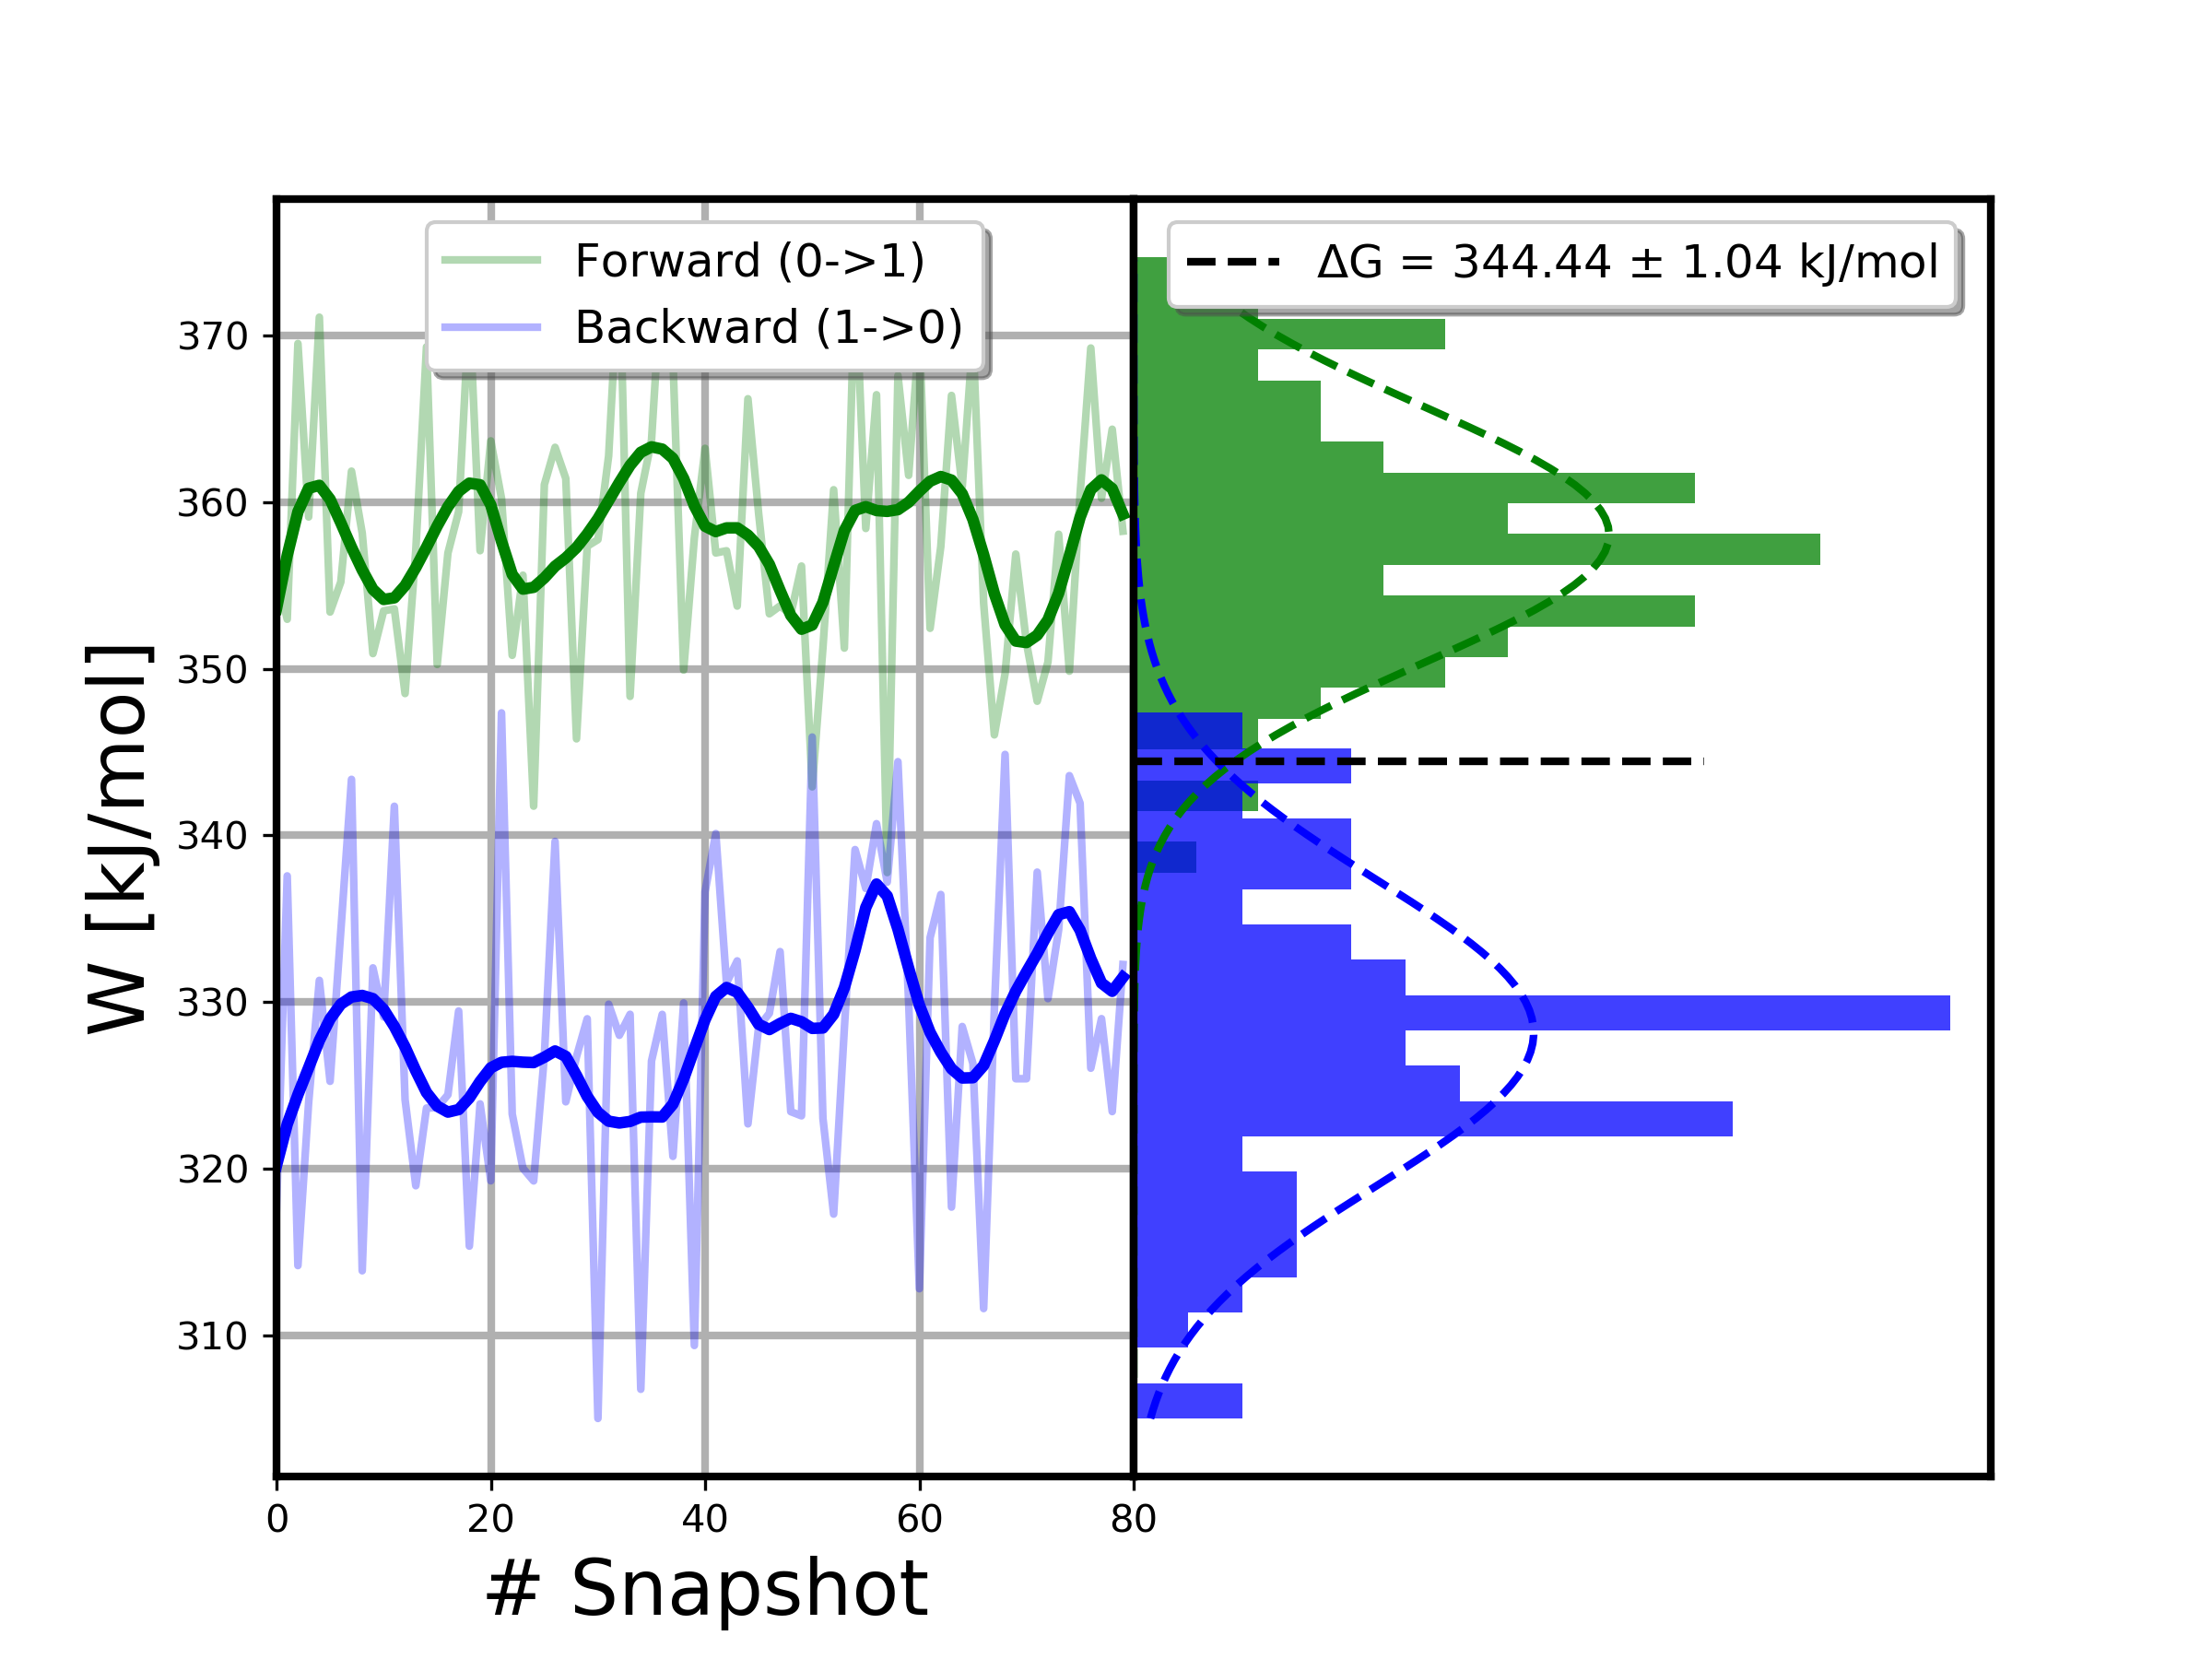 Forward (0->1)
Backward (1->0)
ΔG = 344.44 ± 1.04 kJ/mol
370
360
350
340
330
320
310
W [kJ/mol]
0 20 40 60 80
# Snapshot